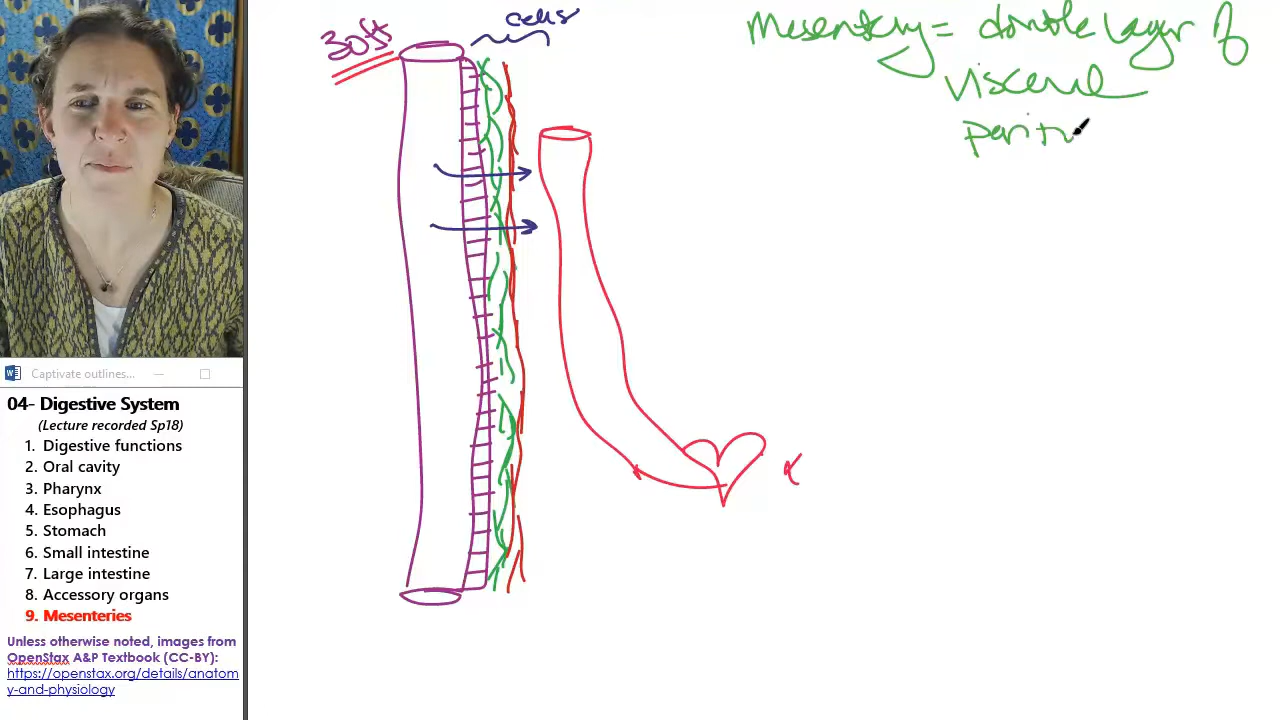 30ft
cells
Mesentery = double layer of
visceral
perit
Captivate outlines...
04- Digestive System
(Lecture recorded Sp18)
1. Digestive functions
2. Oral cavity
3. Pharynx
4. Esophagus
5. Stomach
6. Small intestine
7. Large intestine
8. Accessory organs
9. Mesenteries
Unless otherwise noted, images from
OpenStax A&P Textbook (CC-BY):
https://openstax.org/details/anatom
y-and-physiology